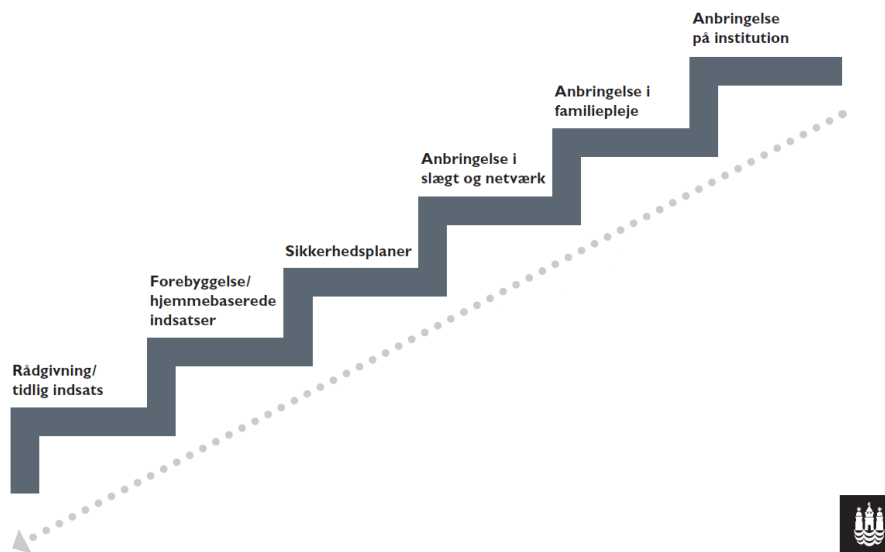 Anbringelse
på institution
Anbringelse i
familiepleje
Anbringelse i
slægt og netværk
Sikkerhedsplaner
Forebyggelse/
hjemmebaserede
indsatser
Rådgivning/
tidlig indsats